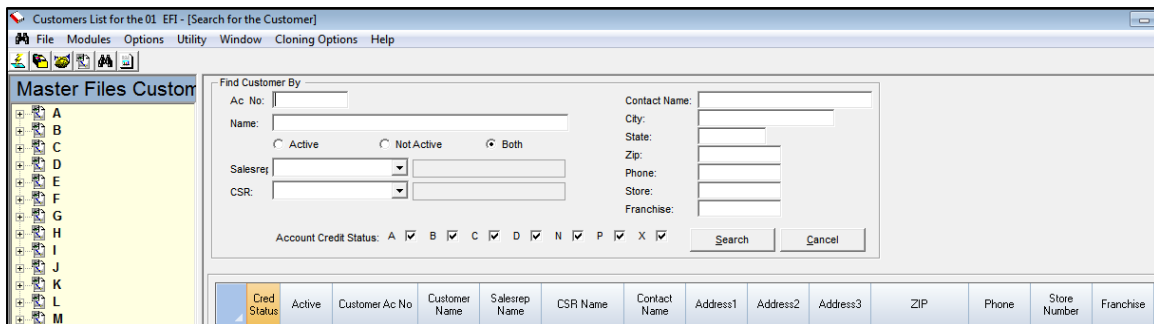 Customers List for the 01 EFI - [Search for the Customer]
File Modules Options Utility Window Cloning Options Help
Master Files Custom
A
B
C
D
E
F
G
H
I
J
K
L
M
Find Customer By
Ac No:
Name:
Active Not Active Both
Salesrep
CSR:
Contact Name:
City:
State:
Zip:
Phone:
Store:
Franchise:
Account Credit Status: A B C D N P X
Search Cancel
Cred Status Active Customer Ac No Customer Name Salesrep Name CSR Name Contact Name Address1 Address2 Address3 ZIP Phone Store Number Franchise